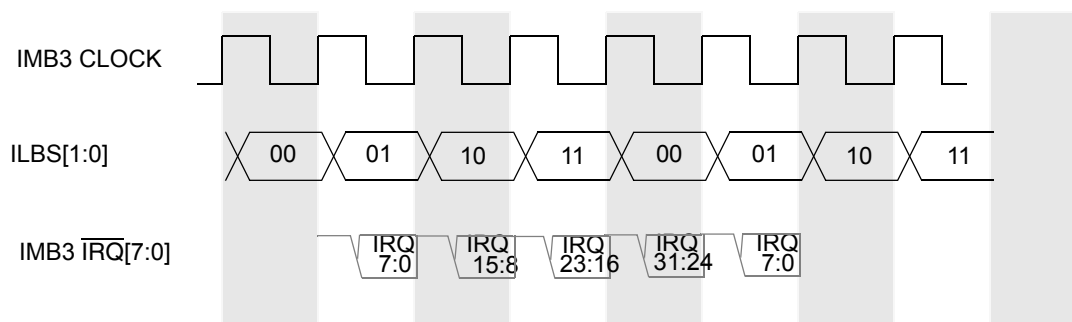 IMB3 CLOCK
ILBS[1:0] 00 01 10 11 00 01 10 11
IMB3 IRQ[7:0] IRQ IRQ IRQ IRQ IRQ
7:0 15:8 23:16 31:24 7:0